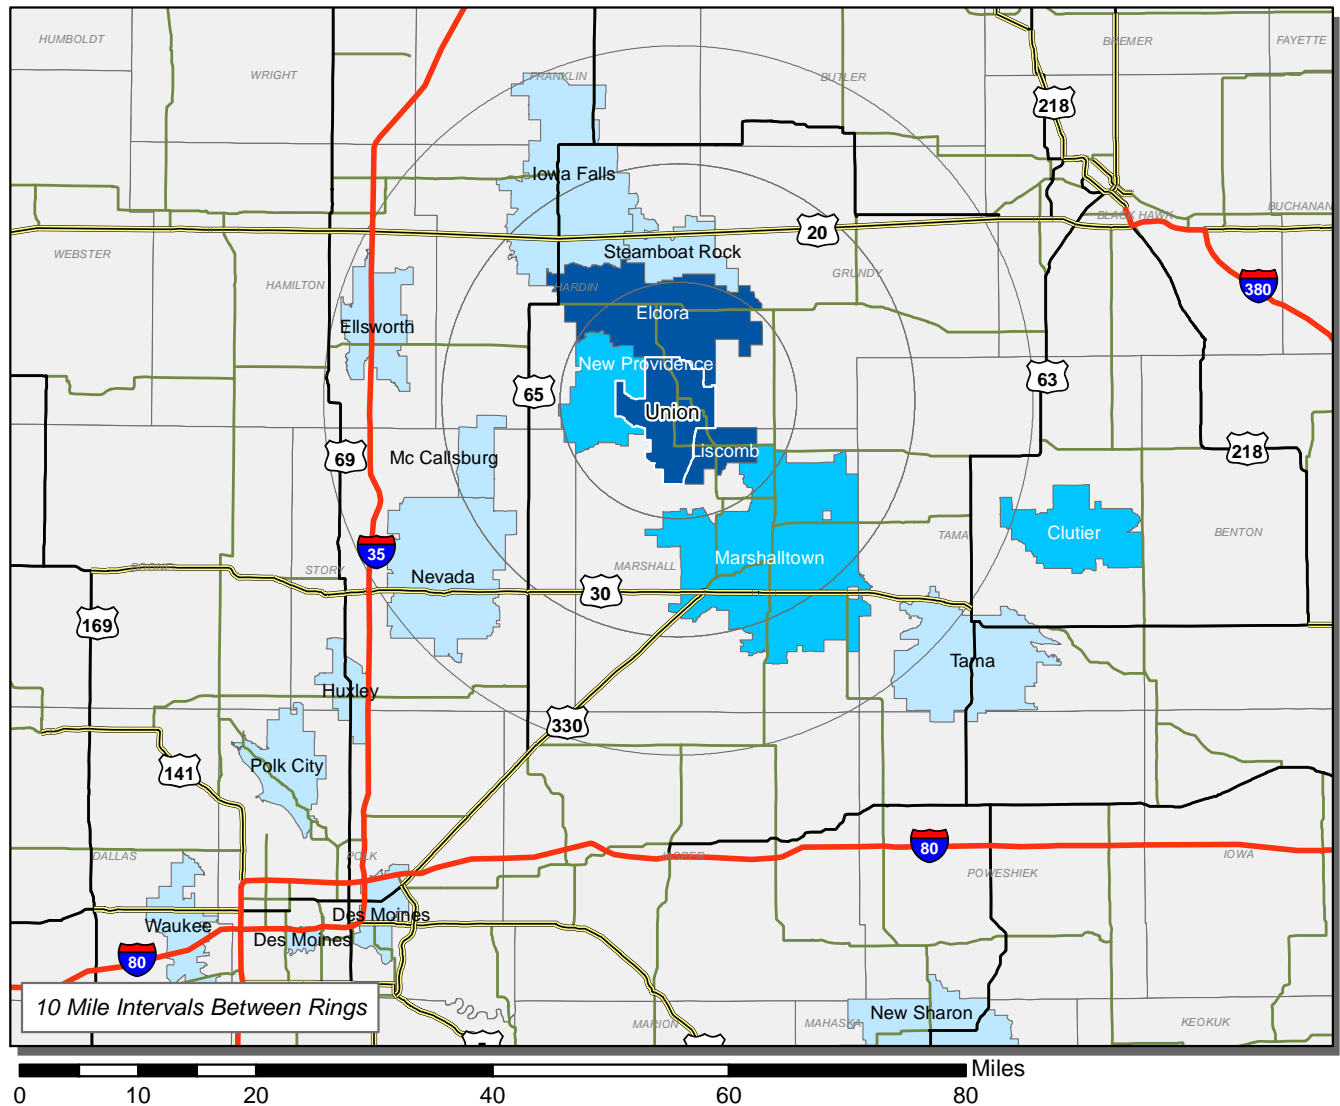 HUMBOLDT
BREMER
FAYETTE
WRIGHT
FRANKLIN
BUTLER
218
Iowa Falls
BLACK HAWK
BUCHANAN
20
WEBSTER
Steamboat Rock
HAMILTON
HARDIN
GRUNDY
380
Ellsworth
Eldora
New Providence
65
63
Union
69
Mc Callsburg
Liscomb
218
35
Nevada
MARSHALL
Marshalltown
TAMA
Clutier
BENTON
BOONE
STORY
30
169
Tama
Huxley
330
141
Polk City
DALLAS
POLK
JASPER
80
POWESHIEK
IOWA
Waukee
Des Moines
Des Moines
80
10 Mile Intervals Between Rings
MARION
MAHASKA
New Sharon
KEOKUK
Miles
0 10 20 40 60 80